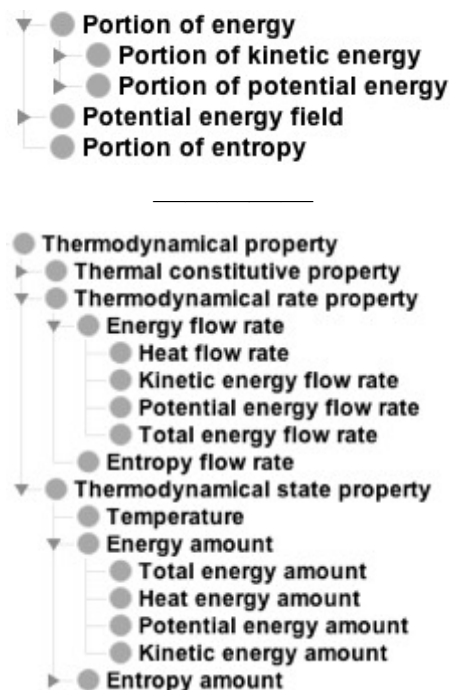 Portion of energy
Portion of kinetic energy
Portion of potential energy
Potential energy field
Portion of entropy
Thermodynamical property
Thermal constitutive property
Thermodynamical rate property
Energy flow rate
Heat flow rate
Kinetic energy flow rate
Potential energy flow rate
Total energy flow rate
Entropy flow rate
Thermodynamical state property
Temperature
Energy amount
Total energy amount
Heat energy amount
Potential energy amount
Kinetic energy amount
Entropy amount